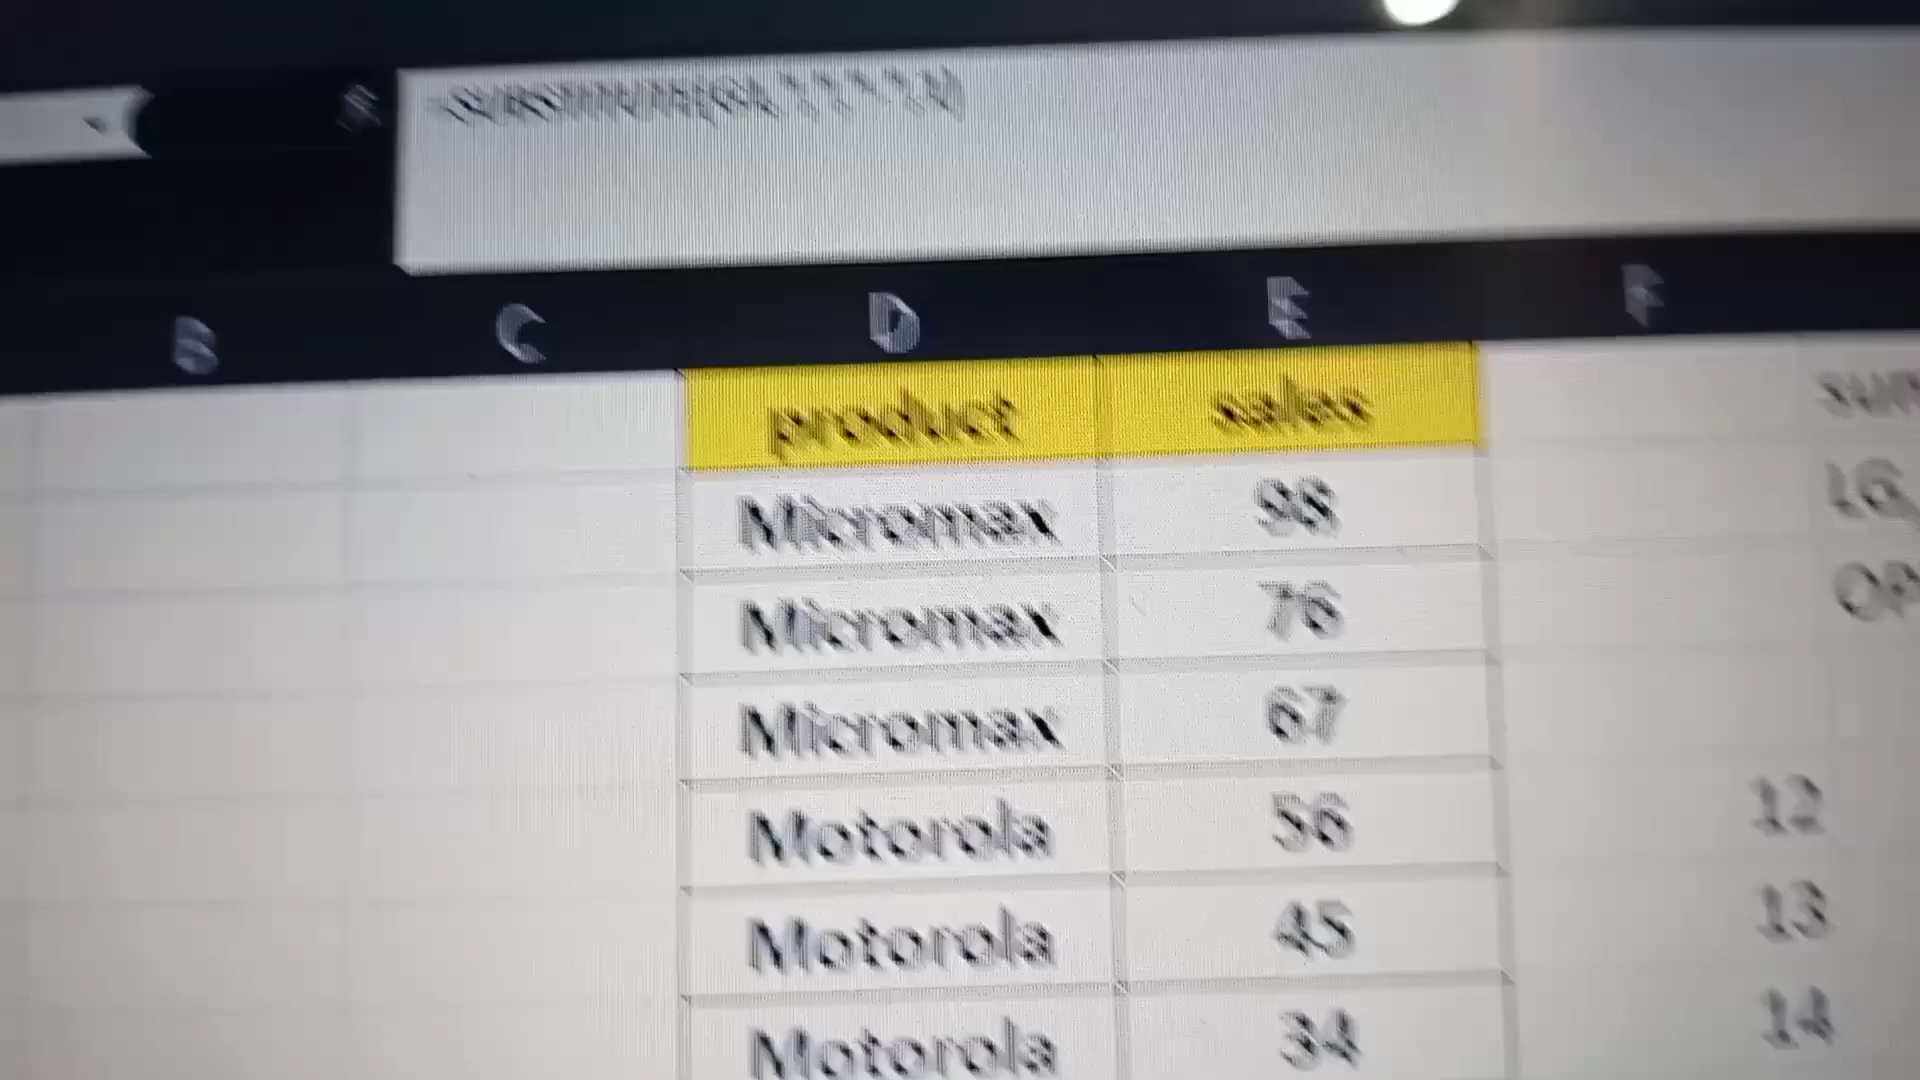 B C D E F
product sales
Micromax 98
Micromax 76
Micromax 67
Motorola 56 12
Motorola 45 13
Motorola 34 14